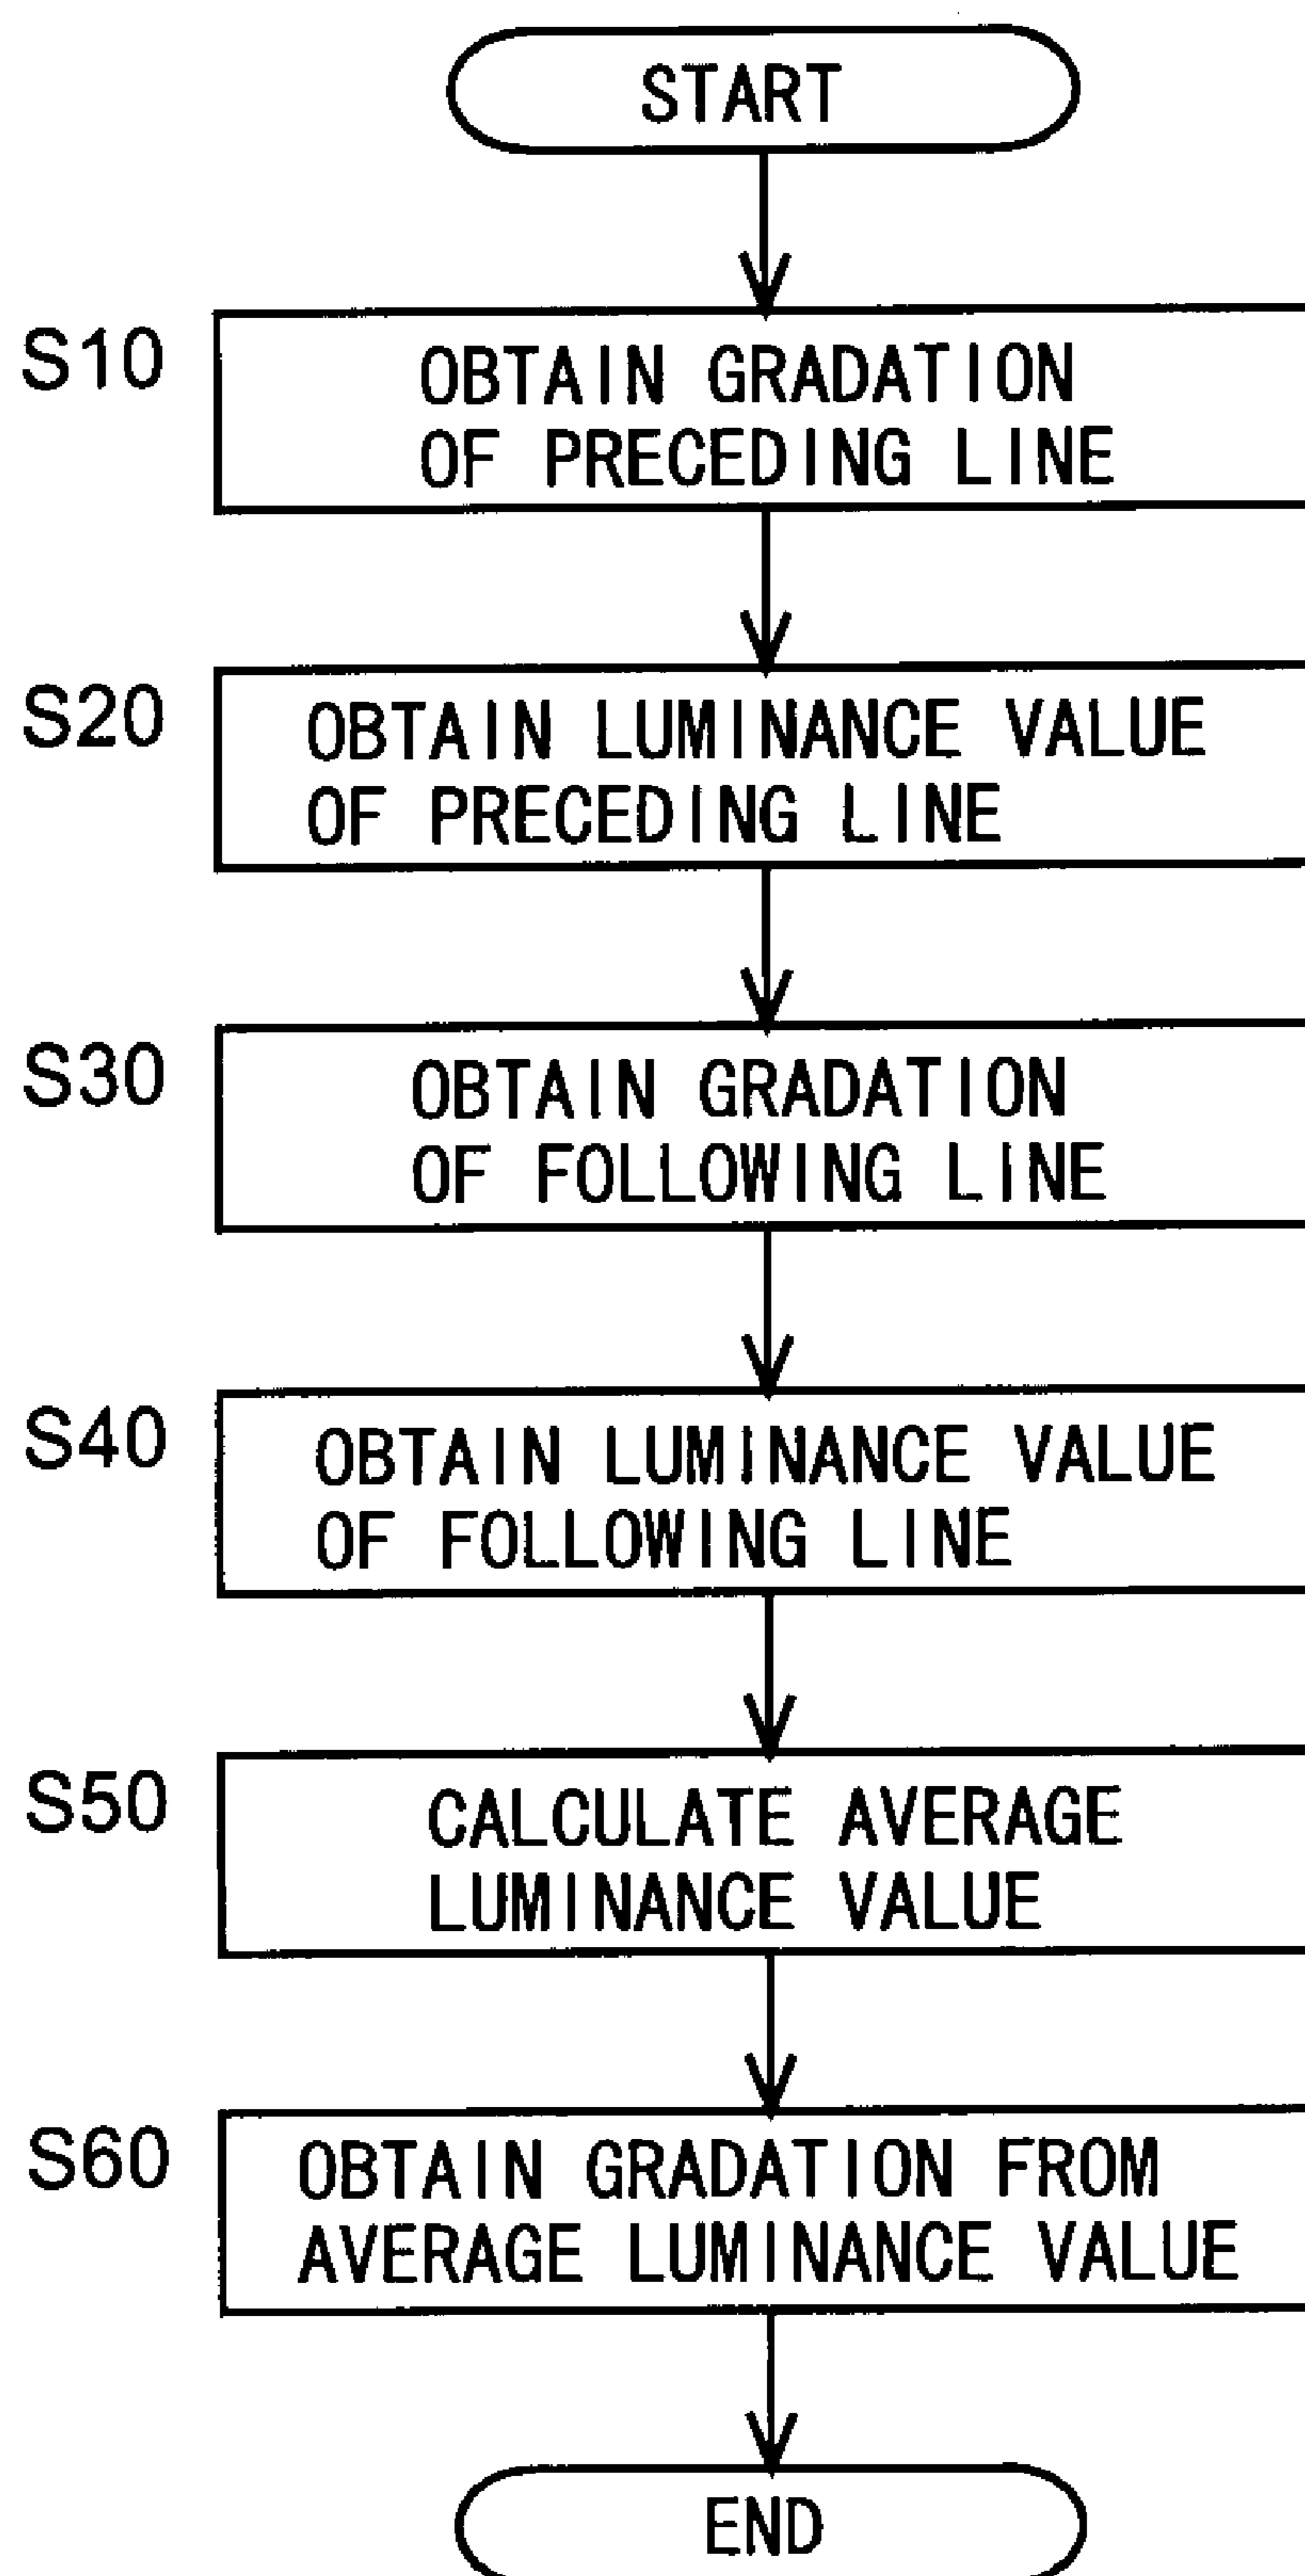 START
S10
OBTAIN GRADATION
OF PRECEDING LINE
S20
OBTAIN LUMINANCE VALUE
OF PRECEDING LINE
S30
OBTAIN GRADATION
OF FOLLOWING LINE
S40
OBTAIN LUMINANCE VALUE
OF FOLLOWING LINE
S50
CALCULATE AVERAGE
LUMINANCE VALUE
S60
OBTAIN GRADATION FROM
AVERAGE LUMINANCE VALUE
END